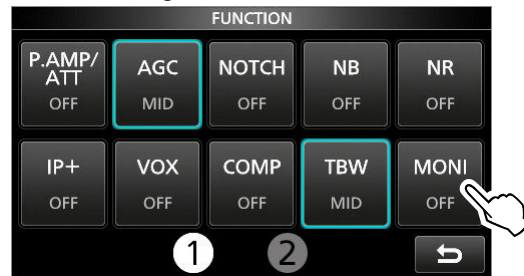 FUNCTION
P.AMP/
ATT
OFF
AGC
MID
NOTCH
OFF
NB
OFF
NR
OFF
IP+
OFF
VOX
OFF
COMP
OFF
TBW
MID
MONI
OFF
1
2